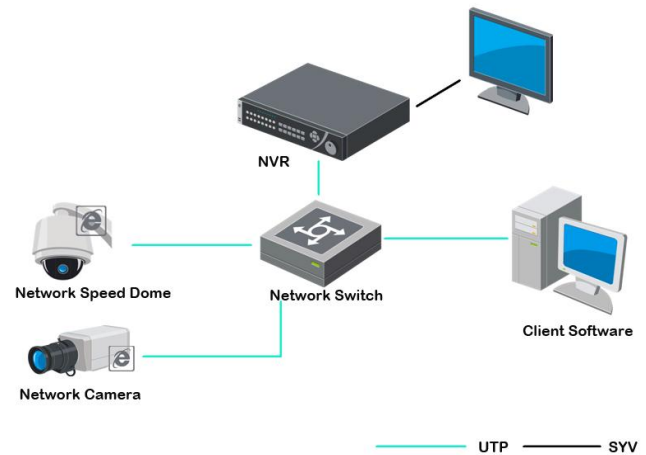 NVR
Network Speed Dome
Network Switch
Client Software
Network Camera
UTP
SYV